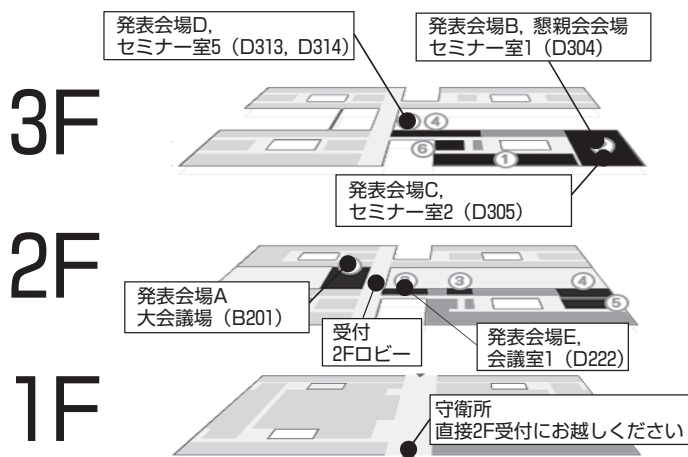 発表会場D,
セミナー室5（D313, D314）
発表会場B, 懇親会会場
セミナー室1（D304）
3F
④
⑥
①
発表会場C,
セミナー室2（D305）
2F
③
④
⑤
発表会場A
大会議場（B201）
受付
2Fロビー
発表会場E,
会議室1（D222）
1F
守衛所
直接2F受付にお越しください